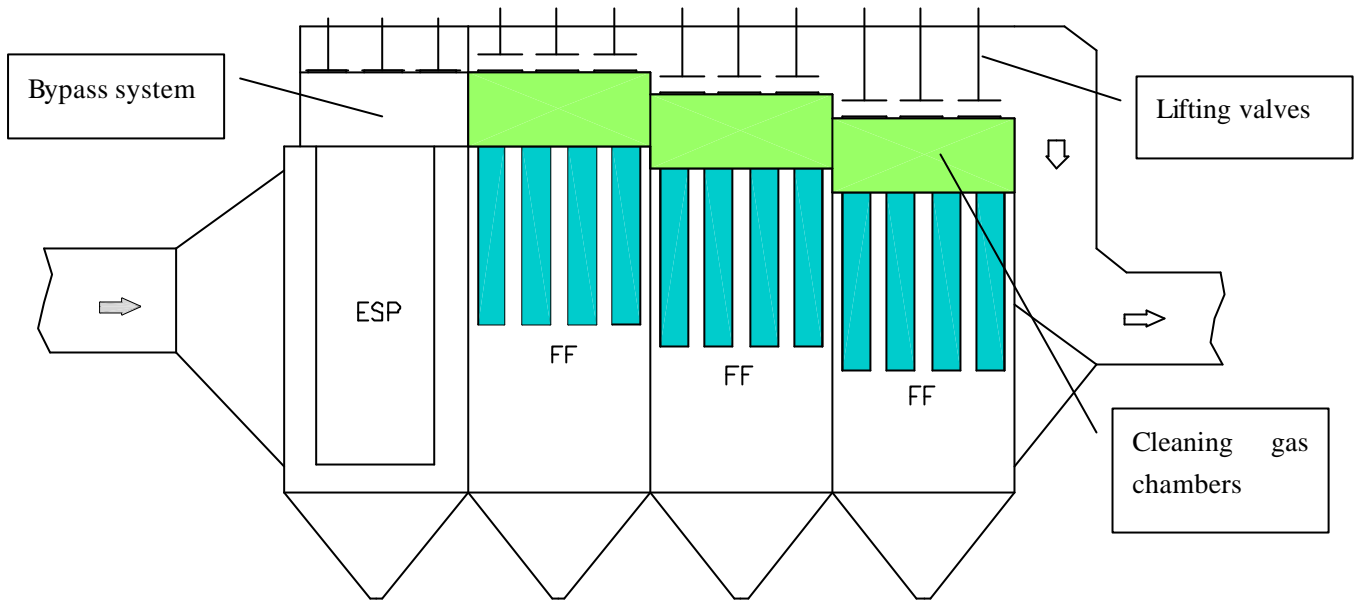 Bypass system
Lifting valves
ESP
FF
FF
FF
Cleaning gas
chambers